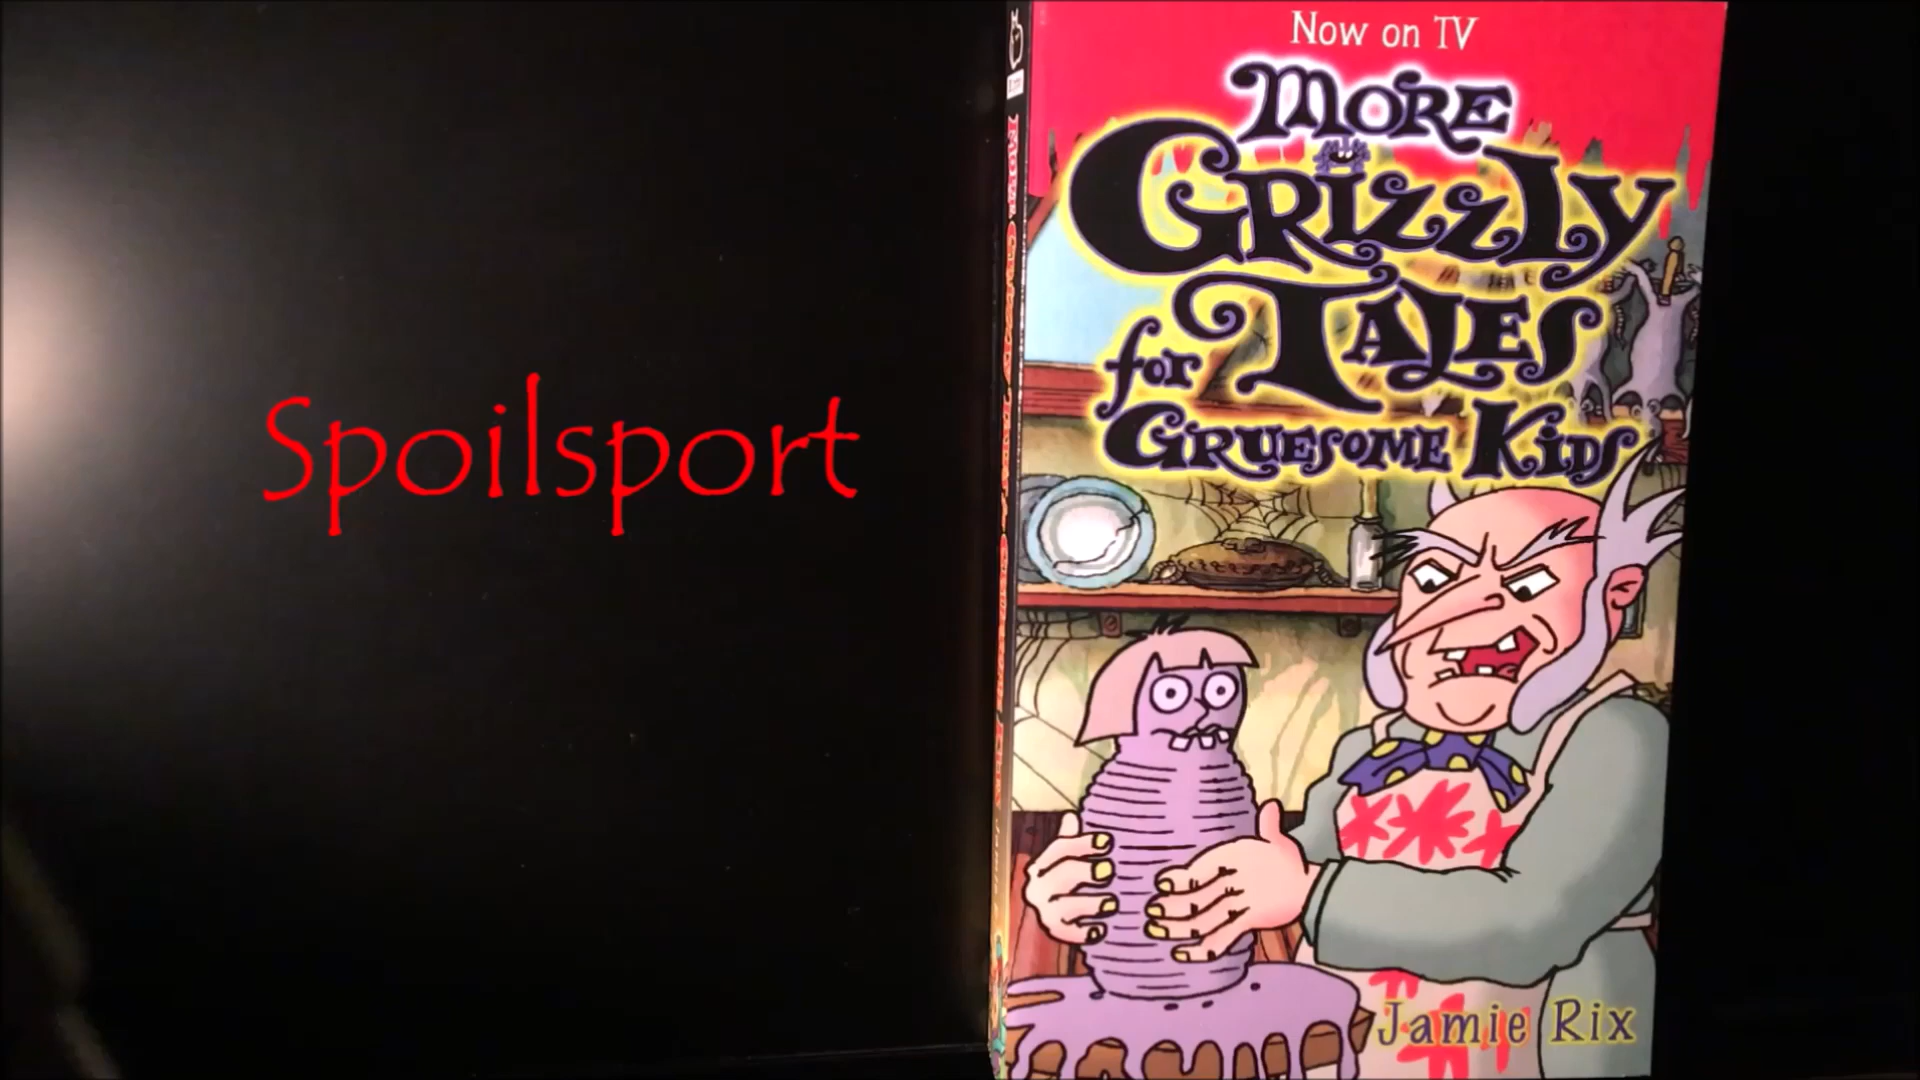 Spoilsport
Now on TV
MORE
GRIZZLY
TALES
for
GRUESOME KIDS
Jamie Rix